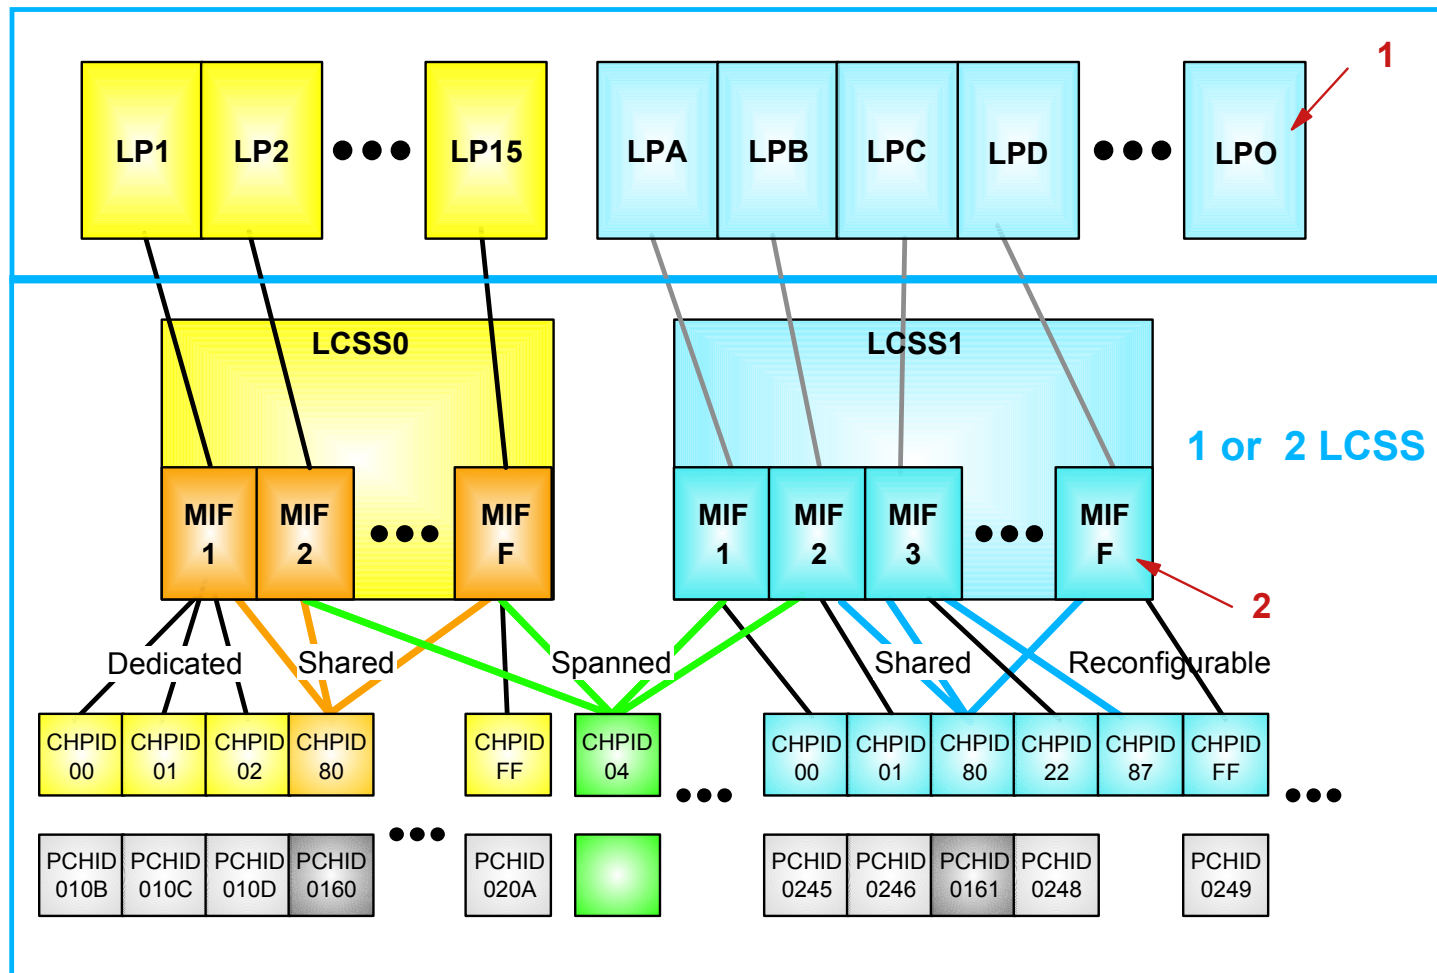 1
LP1 LP2 LP15 LPA LPB LPC LPD LPO
LCSS0 LCSS1
1 or 2 LCSS
MIF MIF MIF MIF MIF MIF MIF
1 2 F 1 2 3 F
2
Dedicated Shared Spanned Shared Reconfigurable
CHPID CHPID CHPID CHPID CHPID CHPID CHPID CHPID CHPID CHPID CHPID CHPID
00 01 02 80 FF 04 00 01 80 22 87 FF
PCHID PCHID PCHID PCHID PCHID PCHID PCHID PCHID PCHID PCHID
010B 010C 010D 0160 020A 0245 0246 0161 0248 0249